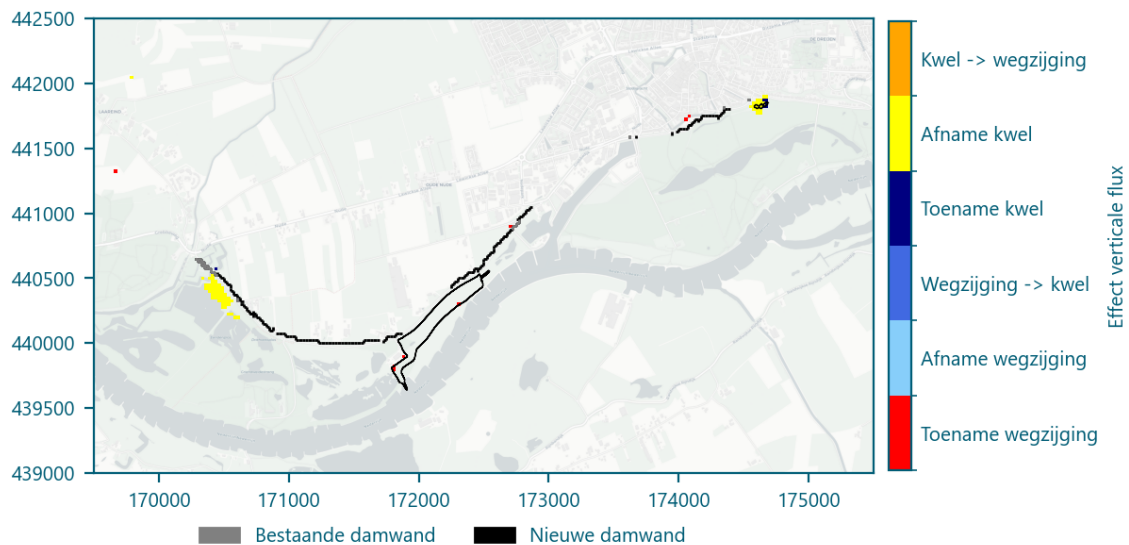 442500
442000
441500
441000
440500
440000
439500
439000
170000
171000
172000
173000
174000
175000
Kwel -> wegzijging
Afname kwel
Toename kwel
Wegzijging -> kwel
Afname wegzijging
Toename wegzijging
Effect verticale flux
Bestaande damwand
Nieuwe damwand